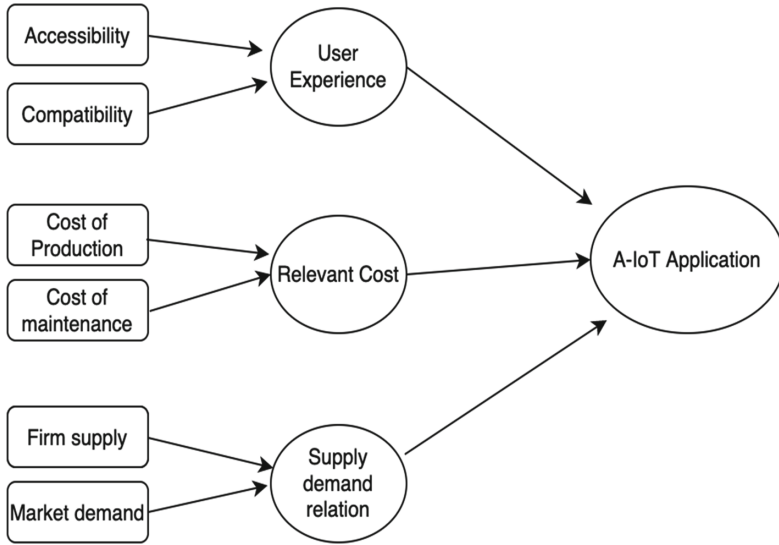 Accessibility
User
Experience
Compatibility
Cost of
Production
Relevant Cost
A-IoT Application
Cost of
maintenance
Firm supply
Supply
demand
relation
Market demand